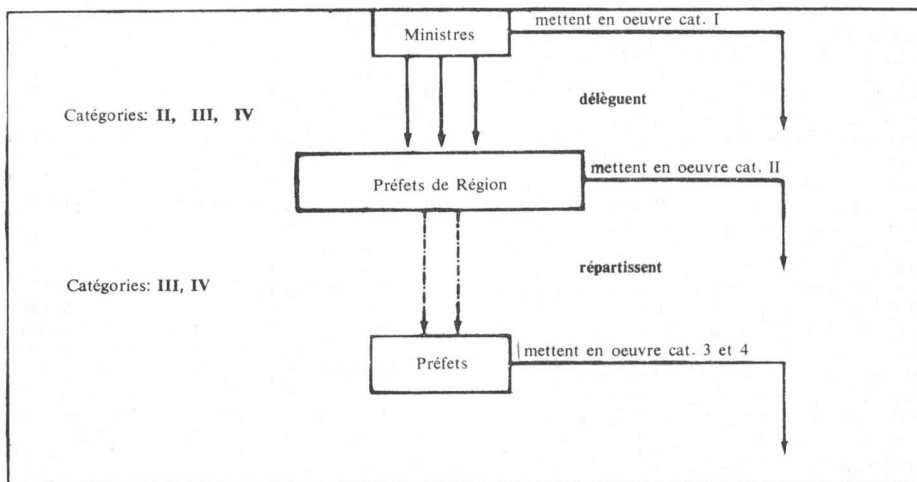 mettent en oeuvre cat. I
Ministres
délèguent
Catégories: II, III, IV
mettent en oeuvre cat. II
Préfets de Région
répartissent
Catégories: III, IV
mettent en oeuvre cat. 3 et 4
Préfets